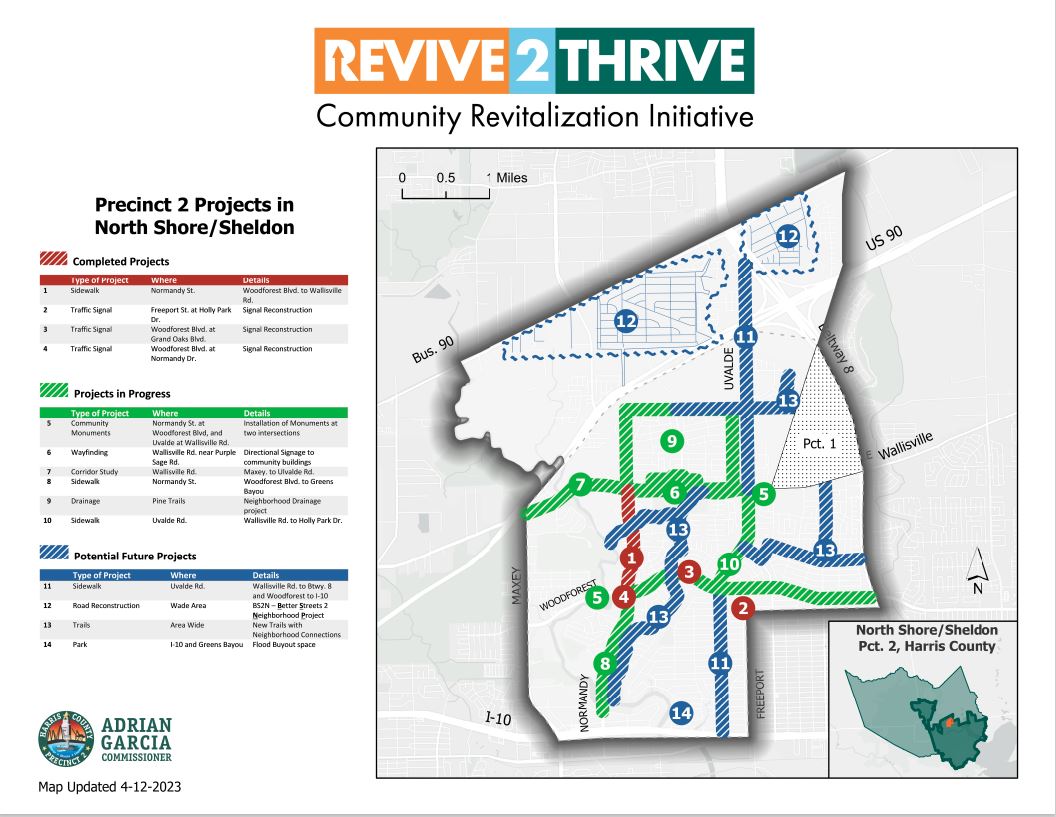 REVIVE 2 THRIVE
Community Revitalization Initiative
Precinct 2 Projects in
North Shore/Sheldon
Completed Projects
Type of Project Where Details
1 Sidewalk Normandy St. Woodforest Blvd. to Wallisville
Rd.
2 Traffic Signal Freeport St. at Holly Park Signal Reconstruction
Dr.
3 Traffic Signal Woodforest Blvd. at Signal Reconstruction
Grand Oaks Blvd.
4 Traffic Signal Woodforest Blvd. at Signal Reconstruction
Normandy Dr.
Projects in Progress
Type of Project Where Details
5 Community Normandy St. at Installation of Monuments at
Monuments Woodforest Blvd, and two intersections
Uvalde at Wallisville Rd.
6 Wayfinding Wallisville Rd. near Purple Directional Signage to
Sage Rd. community buildings
7 Corridor Study Wallisville Rd. Maxey. to Ulvalde Rd.
8 Sidewalk Normandy St. Woodforest Blvd. to Greens
Bayou
9 Drainage Pine Trails Neighborhood Drainage
project
10 Sidewalk Uvalde Rd. Wallisville Rd. to Holly Park Dr.
Potential Future Projects
Type of Project Where Details
11 Sidewalk Uvalde Rd. Wallisville Rd. to Btwy. 8
and Woodforest to I-10
12 Road Reconstruction Wade Area BS2N – Better Streets 2
Neighborhood Project
13 Trails Area Wide New Trails with
Neighborhood Connections
14 Park I-10 and Greens Bayou Flood Buyout space
HARRIS COUNTY
PRECINCT 2
ADRIAN
GARCIA
COMMISSIONER
Map Updated 4-12-2023
0 0.5 1 Miles
12
US 90
12
Bus. 90
11
UVALDE
Beltway 8
13
Pct. 1
9
Wallisville
E
7
6
5
13
13
1
10
3
MAXEY
WOODFOREST
5
4
2
13
N
8
11
NORMANDY
FREEPORT
14
I-10
North Shore/Sheldon
Pct. 2, Harris County